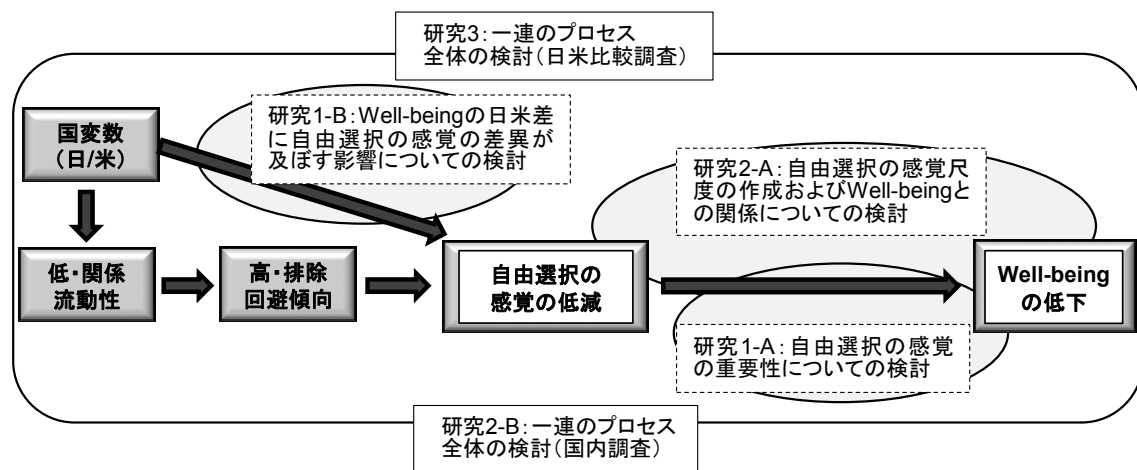 研究3：一連のプロセス
全体の検討（日米比較調査）
国変数
（日/米）
研究1-B：Well-beingの日米差
に自由選択の感覚の差異が
及ぼす影響についての検討
研究2-A：自由選択の感覚尺
度の作成およびWell-beingと
の関係についての検討
低・関係
流動性
高・排除
回避傾向
自由選択の
感覚の低減
Well-being
の低下
研究1-A：自由選択の感覚
の重要性についての検討
研究2-B：一連のプロセス
全体の検討（国内調査）